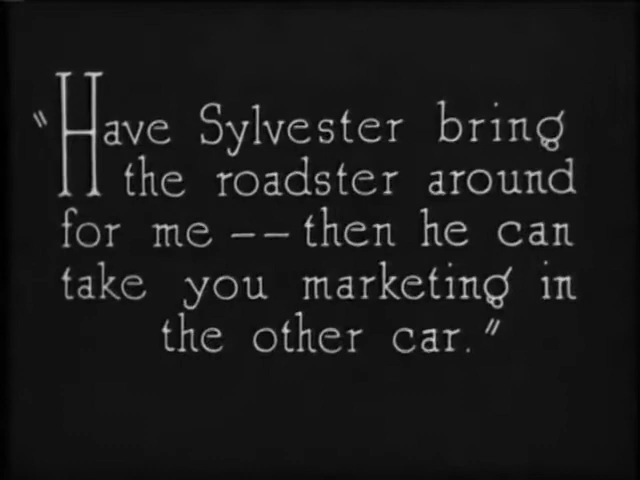 "Have Sylvester bring
the roadster around
for me -- then he can
take you marketing in
the other car."